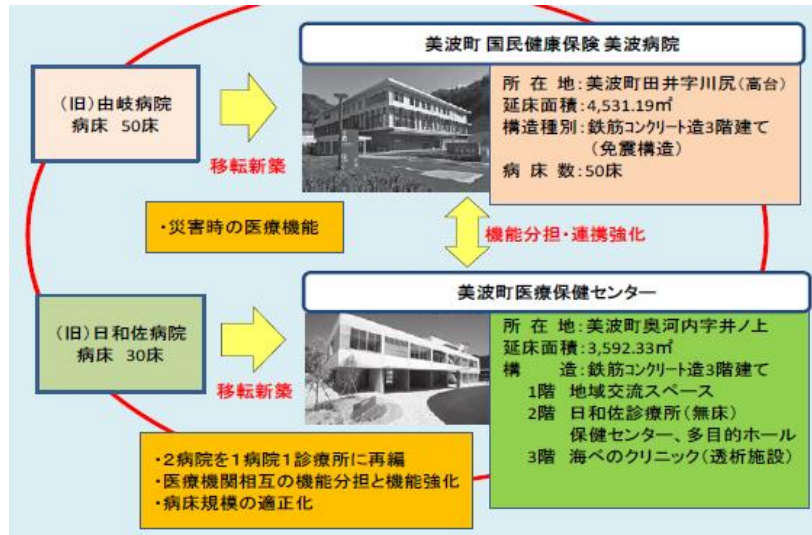 美波町 国民健康保険 美波病院
(旧)由岐病院
病床 50床
移転新築
所 在 地:美波町田井字川尻(高台)
延床面積:4,531.19㎡
構造種別:鉄筋コンクリート造3階建て
(免震構造)
病 床 数:50床
・災害時の医療機能
機能分担・連携強化
美波町医療保健センター
(旧)日和佐病院
病床 30床
移転新築
所 在 地:美波町奥河内字井ノ上
延床面積:3,592.33㎡
構 造:鉄筋コンクリート造3階建て
1階 地域交流スペース
2階 日和佐診療所(無床)
保健センター、多目的ホール
3階 海べのクリニック(透析施設)
・2病院を1病院1診療所に再編
・医療機関相互の機能分担と機能強化
・病床規模の適正化